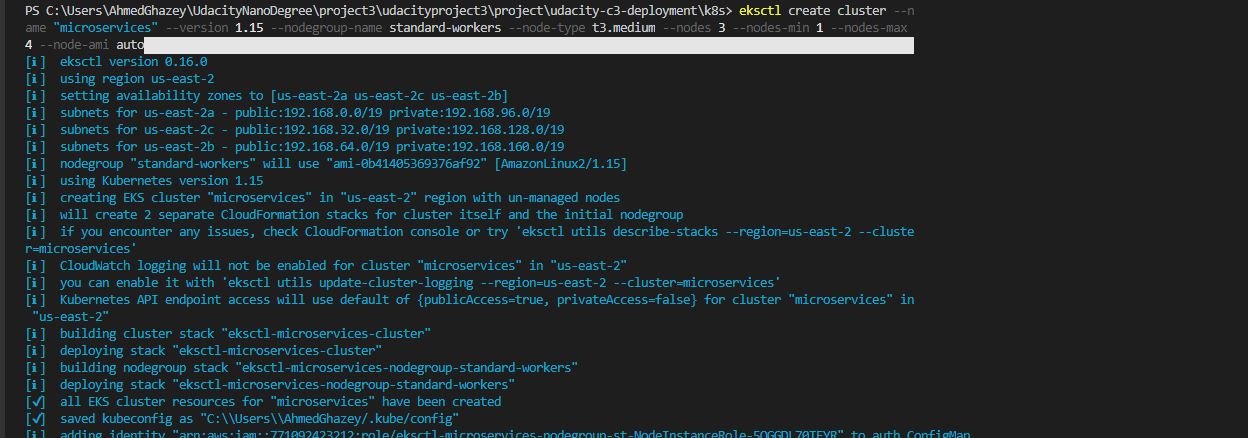 PS C:\Users\AhmedGhazey\UdacityNanoDegree\project3\udacityproject3\project\udacity-c3-deployment\k8s> eksctl create cluster --n
ame "microservices" --version 1.15 --nodegroup-name standard-workers --node-type t3.medium --nodes 3 --nodes-min 1 --nodes-max
4 --node-ami auto
[i]  eksctl version 0.16.0
[i]  using region us-east-2
[i]  setting availability zones to [us-east-2a us-east-2c us-east-2b]
[i]  subnets for us-east-2a - public:192.168.0.0/19 private:192.168.96.0/19
[i]  subnets for us-east-2c - public:192.168.32.0/19 private:192.168.128.0/19
[i]  subnets for us-east-2b - public:192.168.64.0/19 private:192.168.160.0/19
[i]  nodegroup "standard-workers" will use "ami-0b41405369376af92" [AmazonLinux2/1.15]
[i]  using Kubernetes version 1.15
[i]  creating EKS cluster "microservices" in "us-east-2" region with un-managed nodes
[i]  will create 2 separate CloudFormation stacks for cluster itself and the initial nodegroup
[i]  if you encounter any issues, check CloudFormation console or try 'eksctl utils describe-stacks --region=us-east-2 --cluste
r=microservices'
[i]  CloudWatch logging will not be enabled for cluster "microservices" in "us-east-2"
[i]  you can enable it with 'eksctl utils update-cluster-logging --region=us-east-2 --cluster=microservices'
[i]  Kubernetes API endpoint access will use default of {publicAccess=true, privateAccess=false} for cluster "microservices" in
 "us-east-2"
[i]  building cluster stack "eksctl-microservices-cluster"
[i]  deploying stack "eksctl-microservices-cluster"
[i]  building nodegroup stack "eksctl-microservices-nodegroup-standard-workers"
[i]  deploying stack "eksctl-microservices-nodegroup-standard-workers"
[✓]  all EKS cluster resources for "microservices" have been created
[✓]  saved kubeconfig as "C:\\Users\\AhmedGhazey/.kube/config"
[i]  adding identity "arn:aws:iam::771092423212:role/eksctl-microservices-nodegroup-st-NodeInstanceRole-5OGGDL70TEYR" to auth ConfigMap